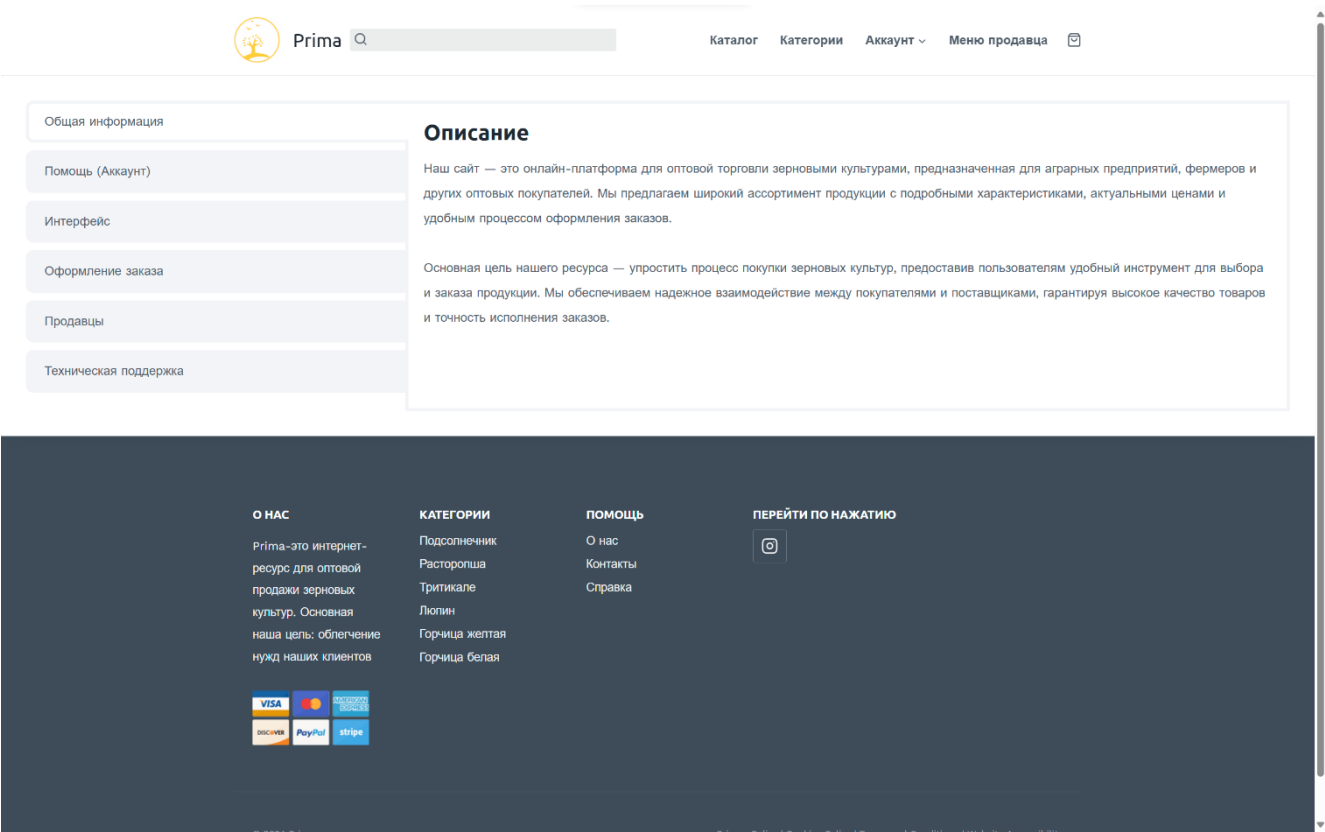 Prima
Каталог
Категории
Аккаунт
Меню продавца
Общая информация
Помощь (Аккаунт)
Интерфейс
Оформление заказа
Продавцы
Техническая поддержка
Описание
Наш сайт — это онлайн-платформа для оптовой торговли зерновыми культурами, предназначенная для аграрных предприятий, фермеров и
других оптовых покупателей. Мы предлагаем широкий ассортимент продукции с подробными характеристиками, актуальными ценами и
удобным процессом оформления заказов.
Основная цель нашего ресурса — упростить процесс покупки зерновых культур, предоставив пользователям удобный инструмент для выбора
и заказа продукции. Мы обеспечиваем надежное взаимодействие между покупателями и поставщиками, гарантируя высокое качество товаров
и точность исполнения заказов.
О НАС
Prima-это интернет-
ресурс для оптовой
продажи зерновых
культур. Основная
наша цель: облегчение
нужд наших клиентов
VISA
AMERICAN
EXPRESS
DISCOVER
PayPal
stripe
КАТЕГОРИИ
Подсолнечник
Расторопша
Тритикале
Люпин
Горчица желтая
Горчица белая
ПОМОЩЬ
О нас
Контакты
Справка
ПЕРЕЙТИ ПО НАЖАТИЮ